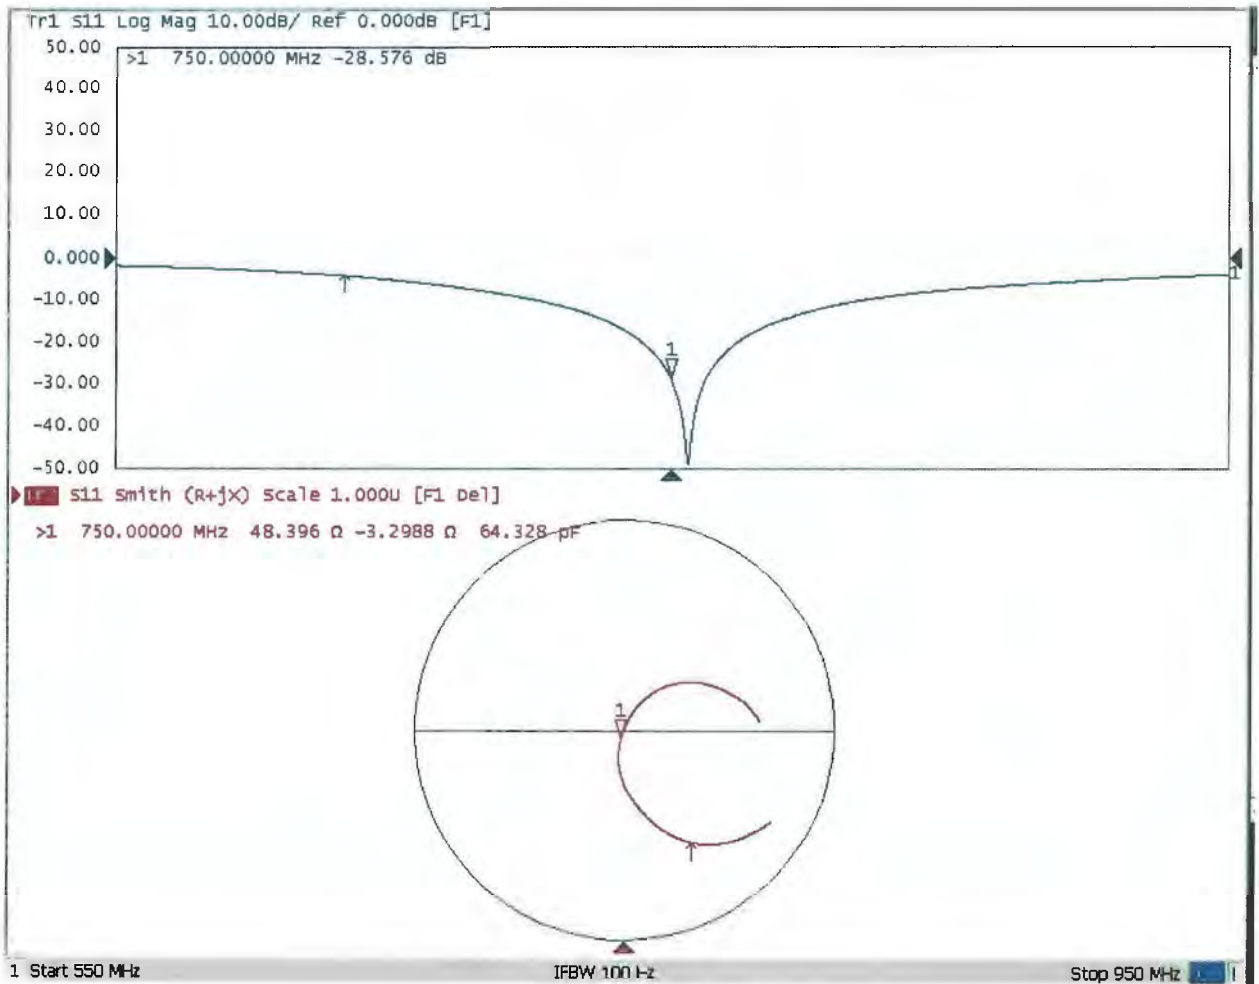 Tr1 S11 Log Mag 10.00dB/ Ref 0.000dB [F1]
50.00
>1 750.00000 MHz -28.576 dB
40.00
30.00
20.00
10.00
0.000
1
-10.00
-20.00
1
-30.00
-40.00
-50.00
S11 Smith (R+jX) Scale 1.000U [F1 Del]
>1 750.00000 MHz 48.396 Ω -3.2988 Ω 64.328 pF
1
1 Start 550 MHz IFBW 100 Hz Stop 950 MHz